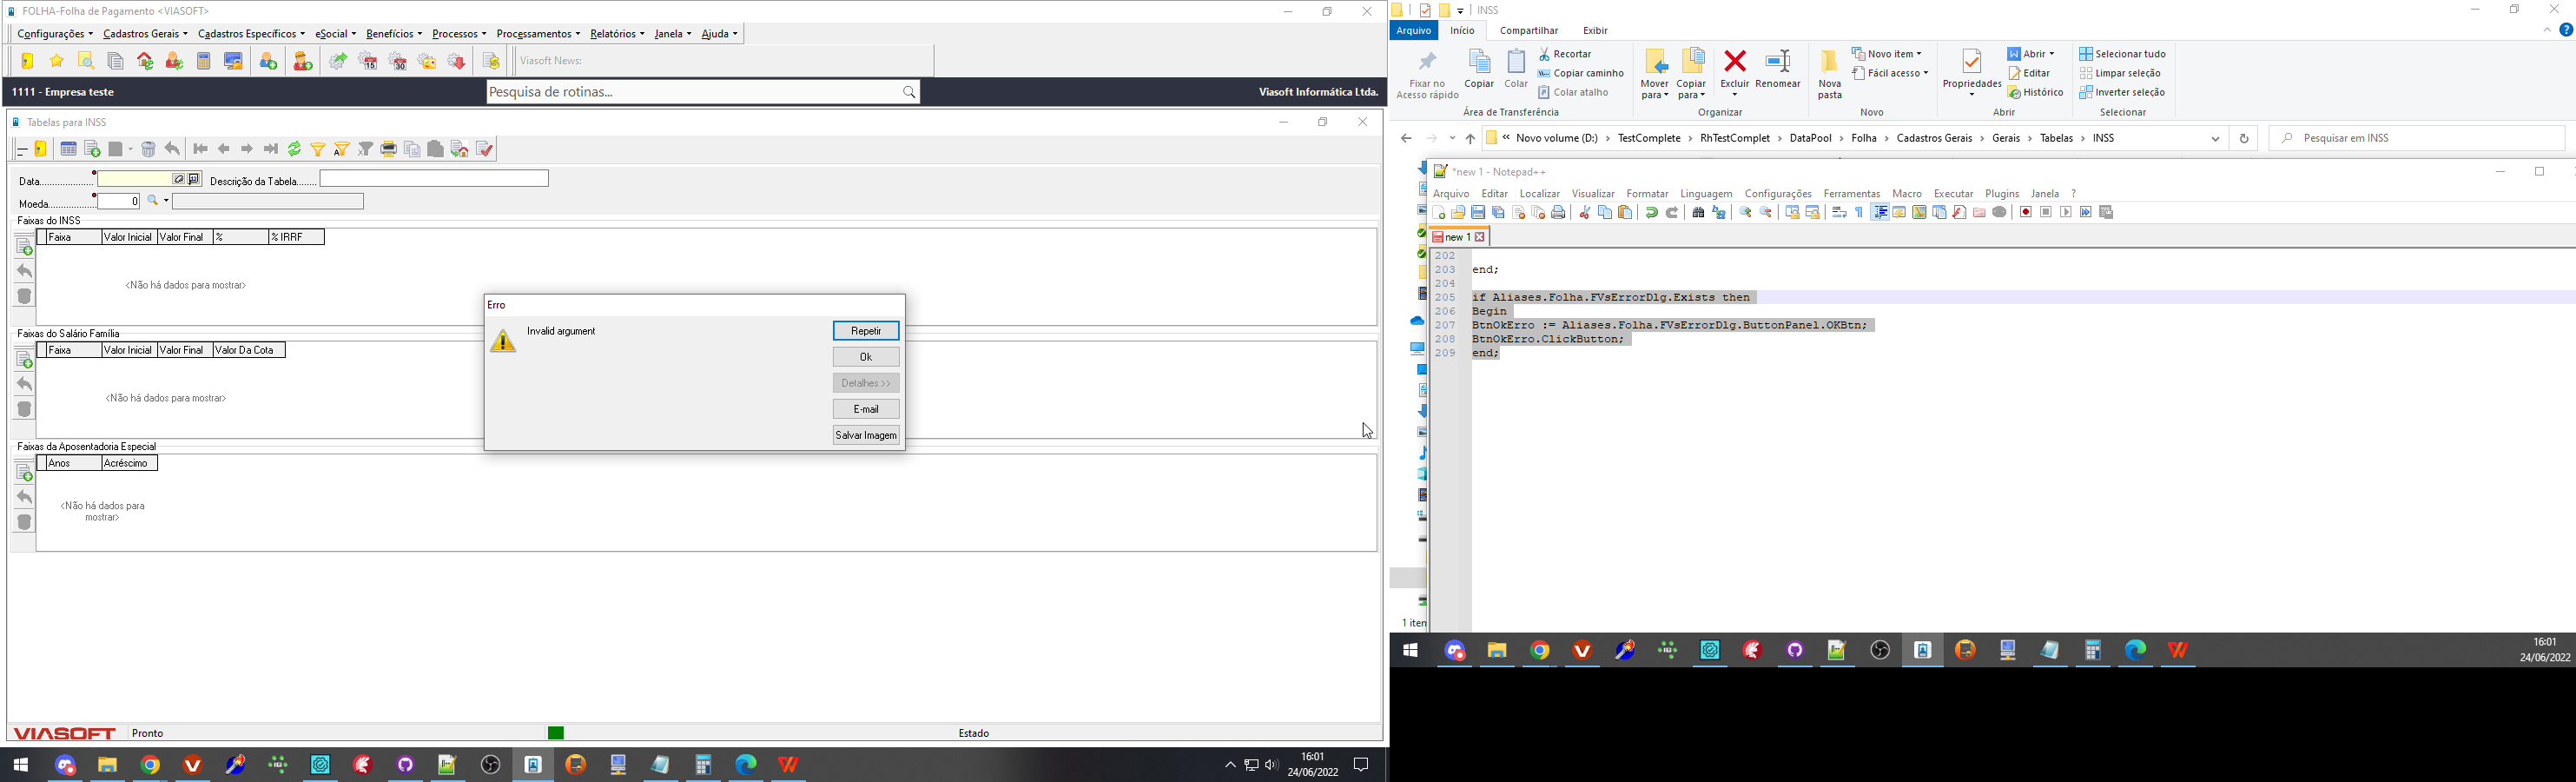 FOLHA-Folha de Pagamento <VIASOFT>
Configurações Cadastros Gerais Cadastros Específicos eSocial Benefícios Processos Processamentos Relatórios Janela Ajuda
Viasoft News:
1111 - Empresa teste
Pesquisa de rotinas...
Viasoft Informática Ltda.
Tabelas para INSS
Data.....................
Descrição da Tabela........
Moeda..................
0
Faixas do INSS
Faixa Valor Inicial Valor Final % % IRRF
<Não há dados para mostrar>
Faixas do Salário Família
Faixa Valor Inicial Valor Final Valor Da Cota
<Não há dados para mostrar>
Faixas da Aposentadoria Especial
Anos Acréscimo
<Não há dados para
mostrar>
Erro
Invalid argument
Repetir
Ok
Detalhes >>
E-mail
Salvar Imagem
VIASOFT
Pronto
Estado
16:01
24/06/2022
INSS
Arquivo Início Compartilhar Exibir
Fixar no
Acesso rápido
Copiar
Colar
Recortar
Copiar caminho
Colar atalho
Área de Transferência
Mover
para
Copiar
para
Excluir
Renomear
Organizar
Nova
pasta
Novo item
Fácil acesso
Novo
Propriedades
Abrir
Editar
Histórico
Abrir
Selecionar tudo
Limpar seleção
Inverter seleção
Selecionar
« Novo volume (D:) › TestComplete › RhTestComplet › DataPool › Folha › Cadastros Gerais › Gerais › Tabelas › INSS
Pesquisar em INSS
*new 1 - Notepad++
Arquivo Editar Localizar Visualizar Formatar Linguagem Configurações Ferramentas Macro Executar Plugins Janela ?
new 1
202
203 end;
204
205 if Aliases.Folha.FVsErrorDlg.Exists then
206 Begin
207 BtnOkErro := Aliases.Folha.FVsErrorDlg.ButtonPanel.OKBtn;
208 BtnOkErro.ClickButton;
209 end;
1 iten
16:01
24/06/2022